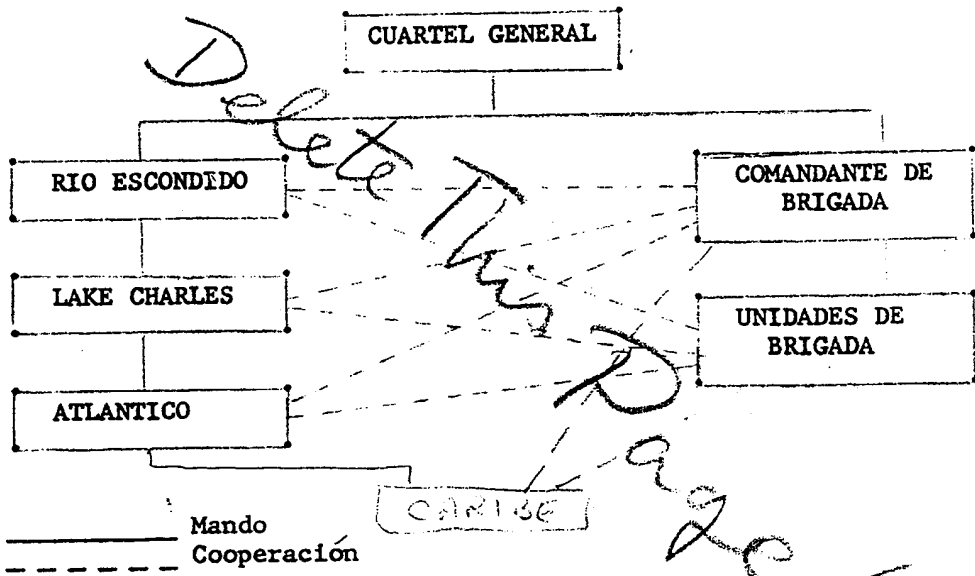 CUARTEL GENERAL
Delete This Page
RIO ESCONDIDO
COMANDANTE DE
BRIGADA
LAKE CHARLES
UNIDADES DE
BRIGADA
ATLANTICO
CARIBE
Mando
Cooperación